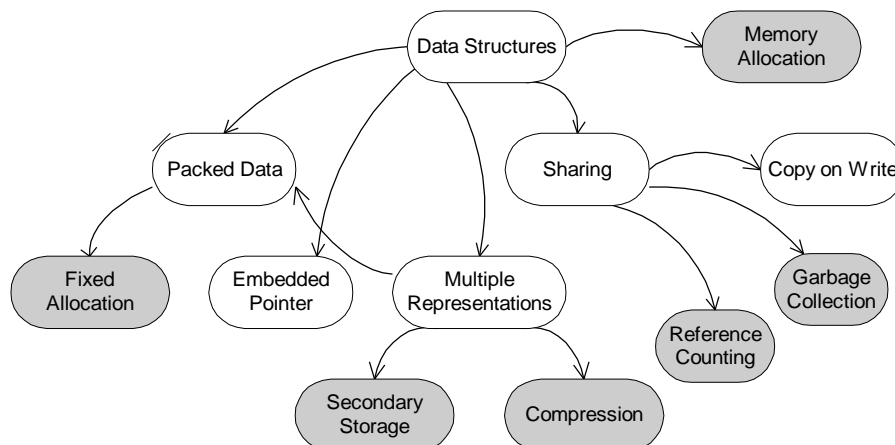 Data Structures
Memory
Allocation
Packed Data
Sharing
Copy on Write
Fixed
Allocation
Embedded
Pointer
Multiple
Representations
Garbage
Collection
Reference
Counting
Secondary
Storage
Compression